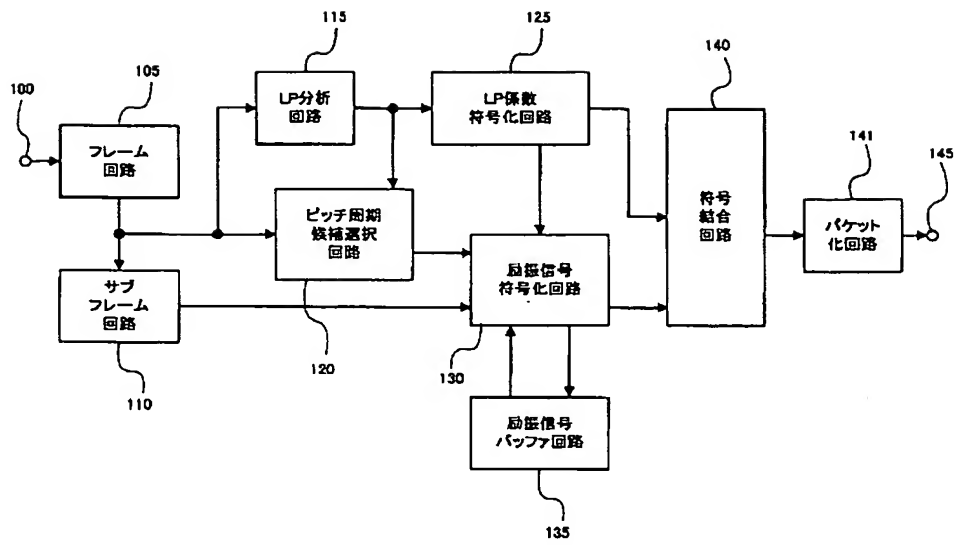 115
125
140
105
100
LP分析
回路
LP係数
符号化回路
141
145
フレーム
回路
ピッチ周期
候補選択
回路
符号
結合
回路
パケット
化回路
励振信号
符号化回路
サブ
フレーム
回路
120
130
110
励振信号
バッファ回路
135